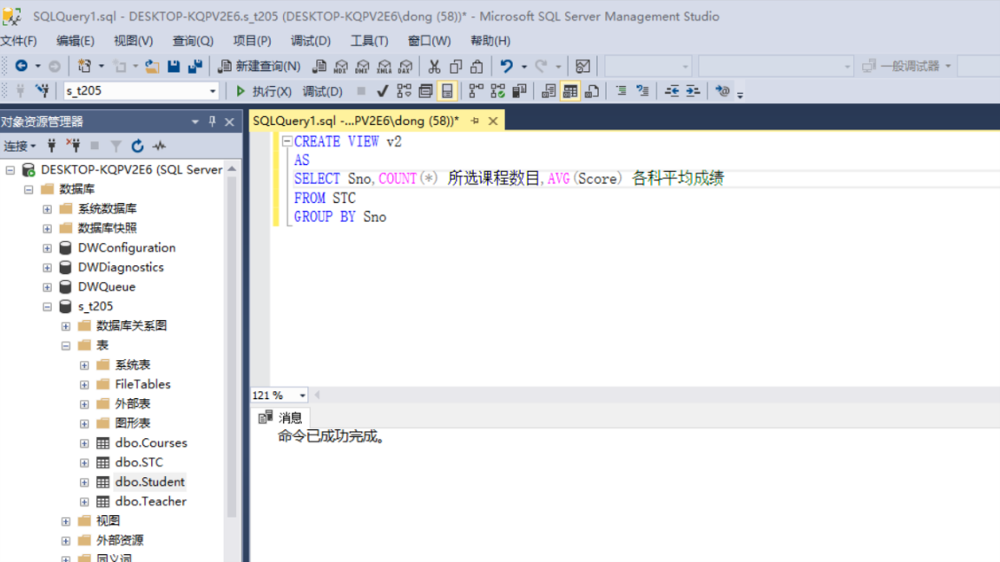 SQLQuery1.sql - DESKTOP-KQPV2E6.s_t205 (DESKTOP-KQPV2E6\dong (58))* - Microsoft SQL Server Management Studio
文件(F) 编辑(E) 视图(V) 查询(Q) 项目(P) 调试(D) 工具(T) 窗口(W) 帮助(H)
新建查询(N) MDX DMX XMLA DAX 一般调试器
s_t205 执行(X) 调试(D)
对象资源管理器
连接
DESKTOP-KQPV2E6 (SQL Server
数据库
系统数据库
数据库快照
DWConfiguration
DWDiagnostics
DWQueue
s_t205
数据库关系图
表
系统表
FileTables
外部表
图形表
dbo.Courses
dbo.STC
dbo.Student
dbo.Teacher
视图
外部资源
同义词
SQLQuery1.sql -...PV2E6\dong (58))*
CREATE VIEW v2
AS
SELECT Sno,COUNT(*) 所选课程数目,AVG(Score) 各科平均成绩
FROM STC
GROUP BY Sno
121 %
消息
命令已成功完成。